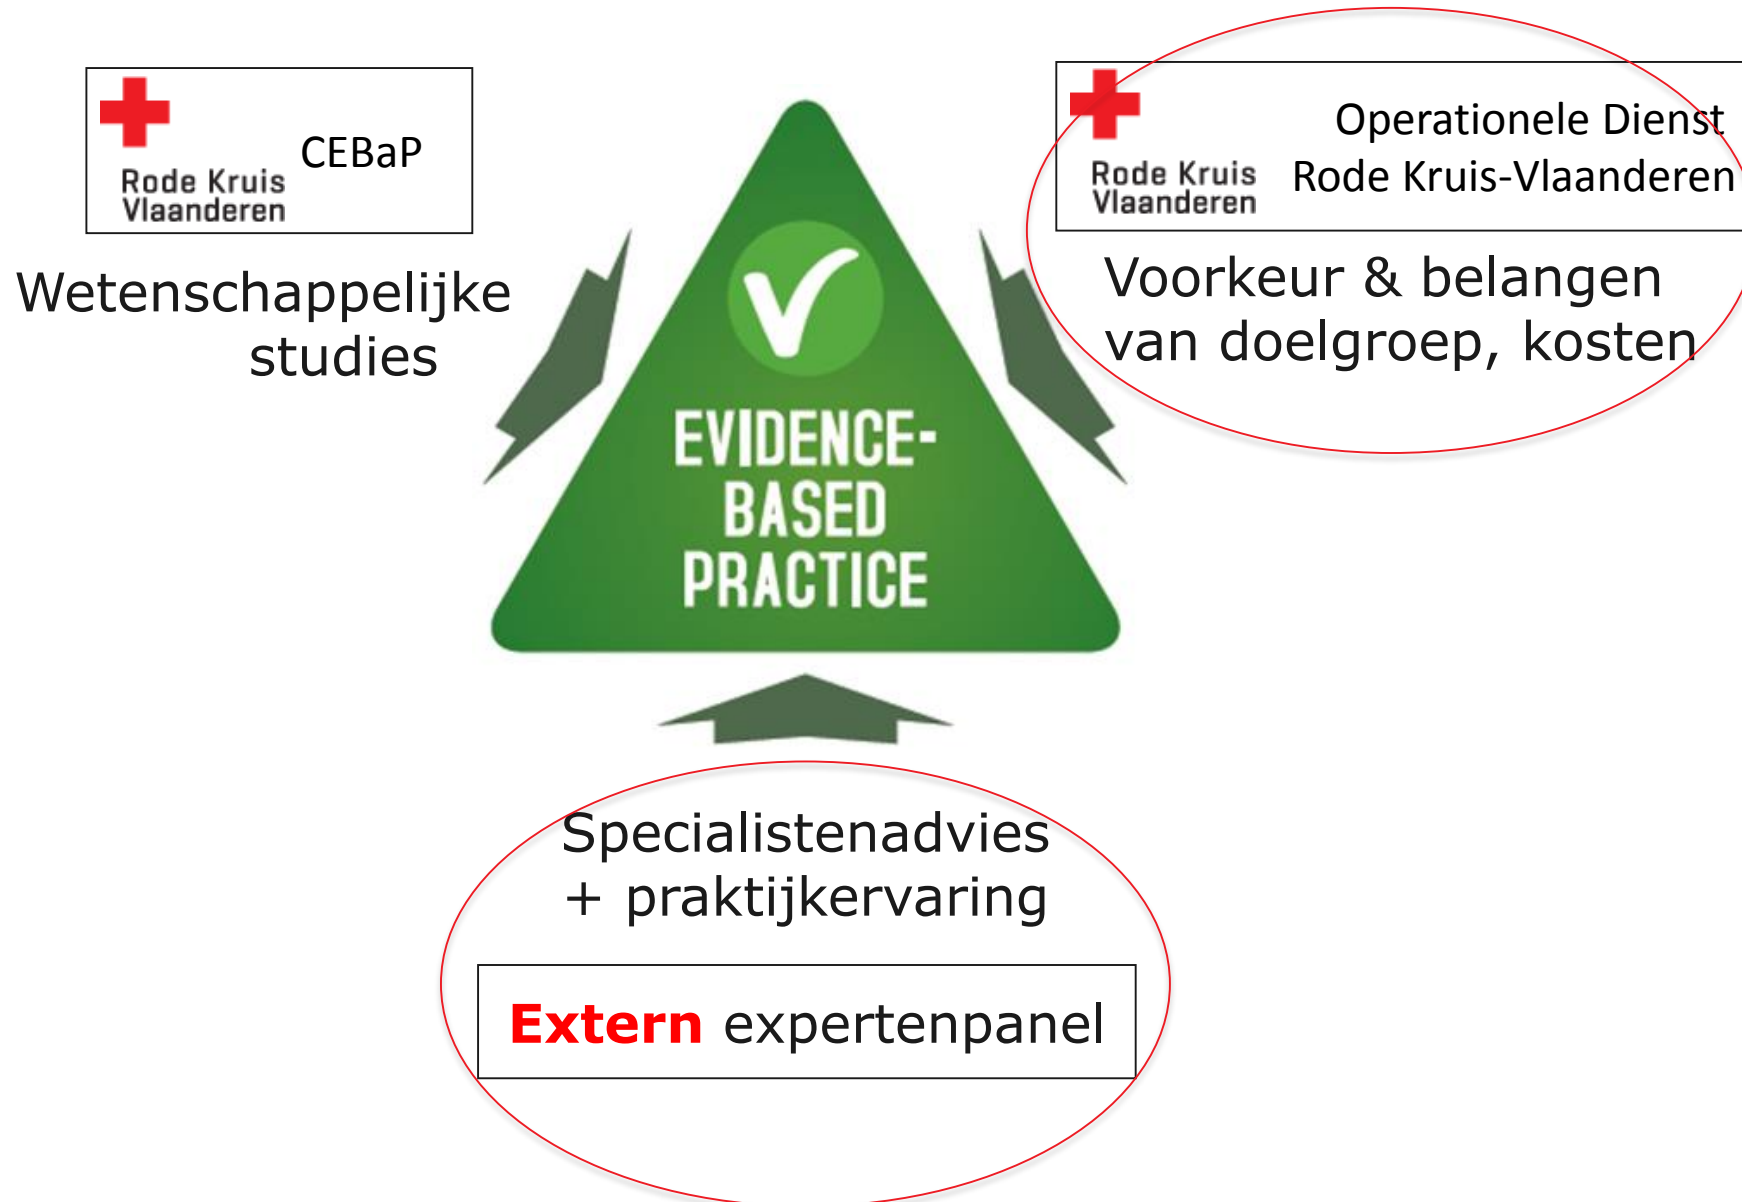 CEBaP
Rode Kruis
Vlaanderen
Wetenschappelijke
studies
Operationele Dienst
Rode Kruis-Vlaanderen
Rode Kruis
Vlaanderen
Voorkeur & belangen
van doelgroep, kosten
EVIDENCE-
BASED
PRACTICE
Specialistenadvies
+ praktijkervaring
Extern expertenpanel